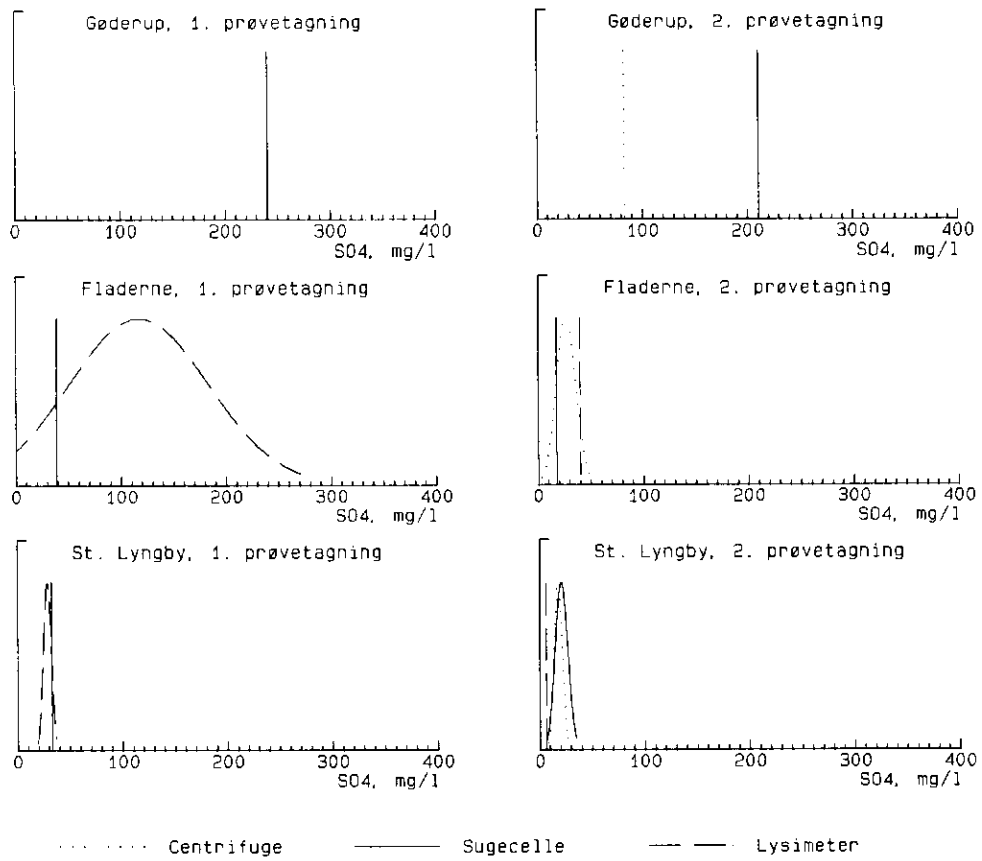 Gøderup, 1. prøvetagning
0 100 200 300 400
SO4, mg/l
Gøderup, 2. prøvetagning
0 100 200 300 400
SO4, mg/l
Fladerne, 1. prøvetagning
0 100 200 300 400
SO4, mg/l
Fladerne, 2. prøvetagning
0 100 200 300 400
SO4, mg/l
St. Lyngby, 1. prøvetagning
0 100 200 300 400
SO4, mg/l
St. Lyngby, 2. prøvetagning
0 100 200 300 400
SO4, mg/l
Centrifuge Sugecelle Lysimeter